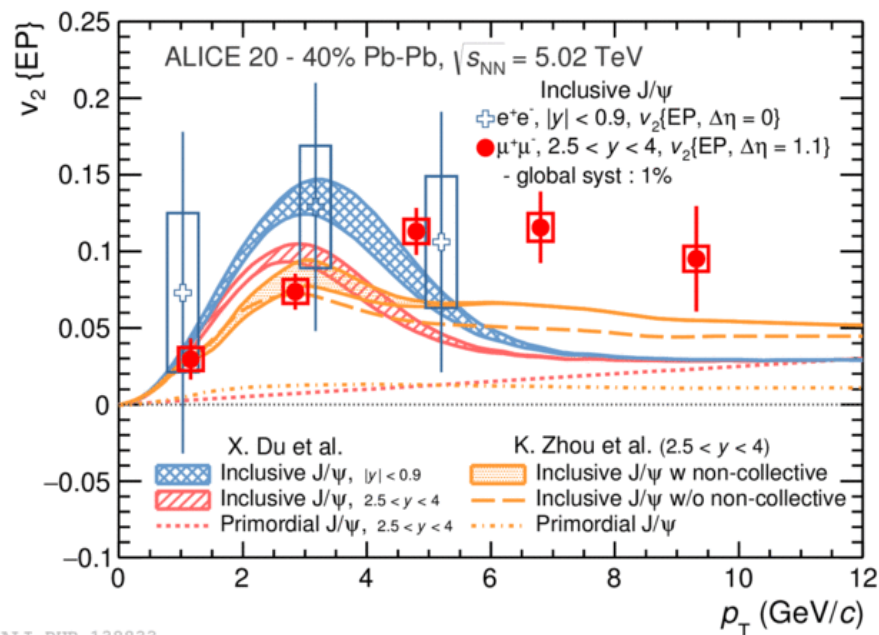 0.25
0.2
0.15
0.1
0.05
0
−0.05
−0.1
v₂ {EP}
ALICE 20 - 40% Pb-Pb, √s_NN = 5.02 TeV
Inclusive J/ψ
e⁺e⁻, |y| < 0.9, v₂{EP, Δη = 0}
μ⁺μ⁻, 2.5 < y < 4, v₂{EP, Δη = 1.1}
- global syst : 1%
X. Du et al.
Inclusive J/ψ, |y| < 0.9
Inclusive J/ψ, 2.5 < y < 4
Primordial J/ψ, 2.5 < y < 4
K. Zhou et al. (2.5 < y < 4)
Inclusive J/ψ w non-collective
Inclusive J/ψ w/o non-collective
Primordial J/ψ
0 2 4 6 8 10 12
p_T (GeV/c)